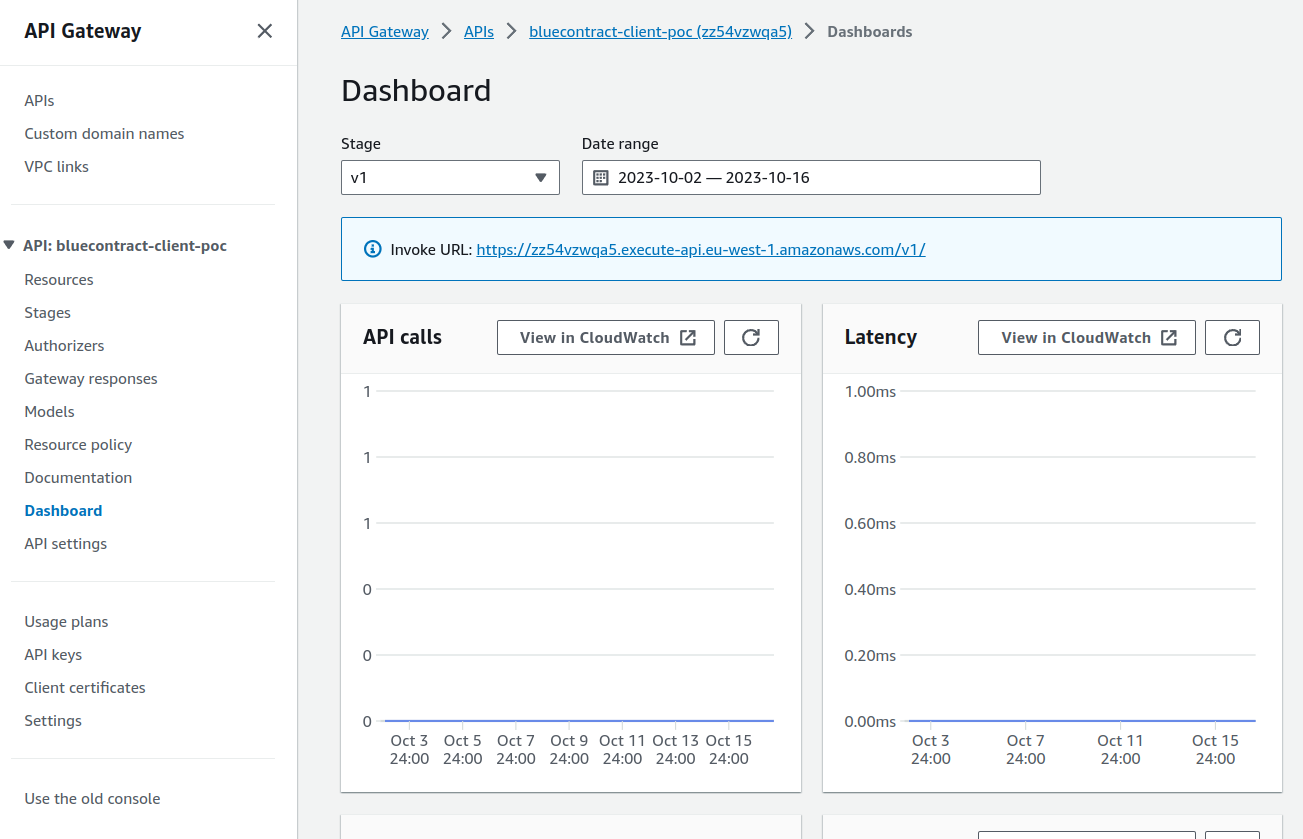 API Gateway
APIs
Custom domain names
VPC links
API: bluecontract-client-poc
Resources
Stages
Authorizers
Gateway responses
Models
Resource policy
Documentation
Dashboard
API settings
Usage plans
API keys
Client certificates
Settings
Use the old console
API Gateway > APIs > bluecontract-client-poc (zz54vzwqa5) > Dashboards
Dashboard
Stage
v1
Date range
2023-10-02 — 2023-10-16
Invoke URL: https://zz54vzwqa5.execute-api.eu-west-1.amazonaws.com/v1/
API calls
View in CloudWatch
1
1
1
0
0
0
Oct 3 Oct 5 Oct 7 Oct 9 Oct 11 Oct 13 Oct 15
24:00 24:00 24:00 24:00 24:00 24:00 24:00
Latency
View in CloudWatch
1.00ms
0.80ms
0.60ms
0.40ms
0.20ms
0.00ms
Oct 3 Oct 7 Oct 11 Oct 15
24:00 24:00 24:00 24:00